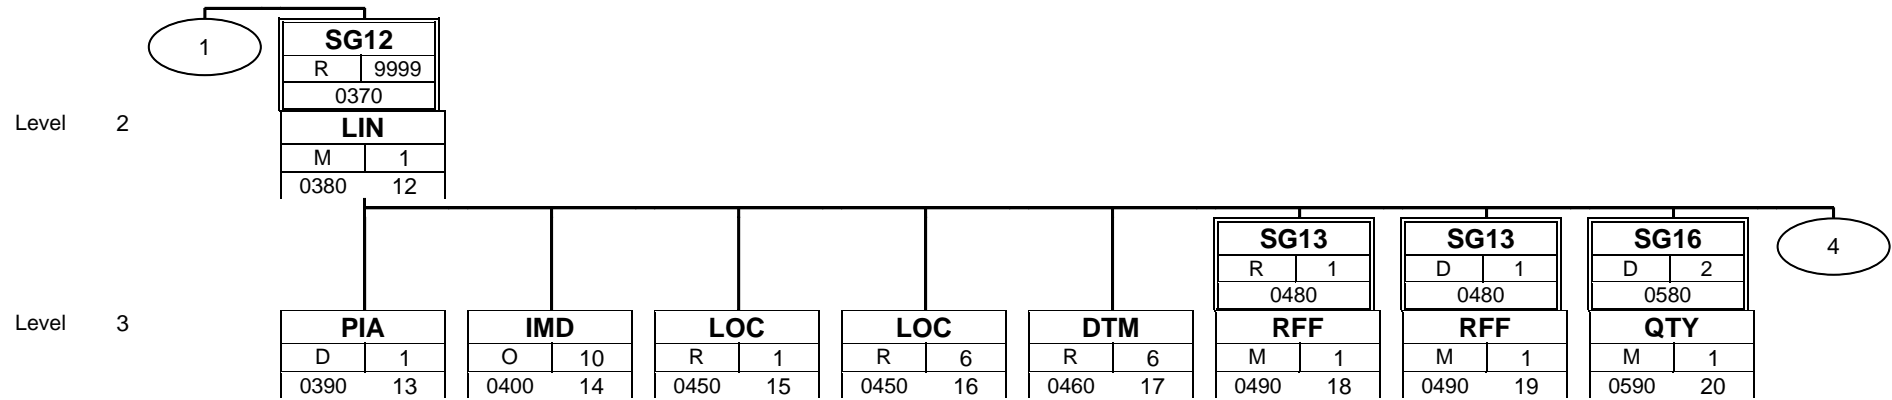 1
SG12
R 9999
0370
Level 2
LIN
M 1
0380 12
SG13 SG13 SG16 4
R 1 D 1 D 2
0480 0480 0580
Level 3
PIA IMD LOC LOC DTM RFF RFF QTY
D 1 O 10 R 1 R 6 R 6 M 1 M 1 M 1
0390 13 0400 14 0450 15 0450 16 0460 17 0490 18 0490 19 0590 20